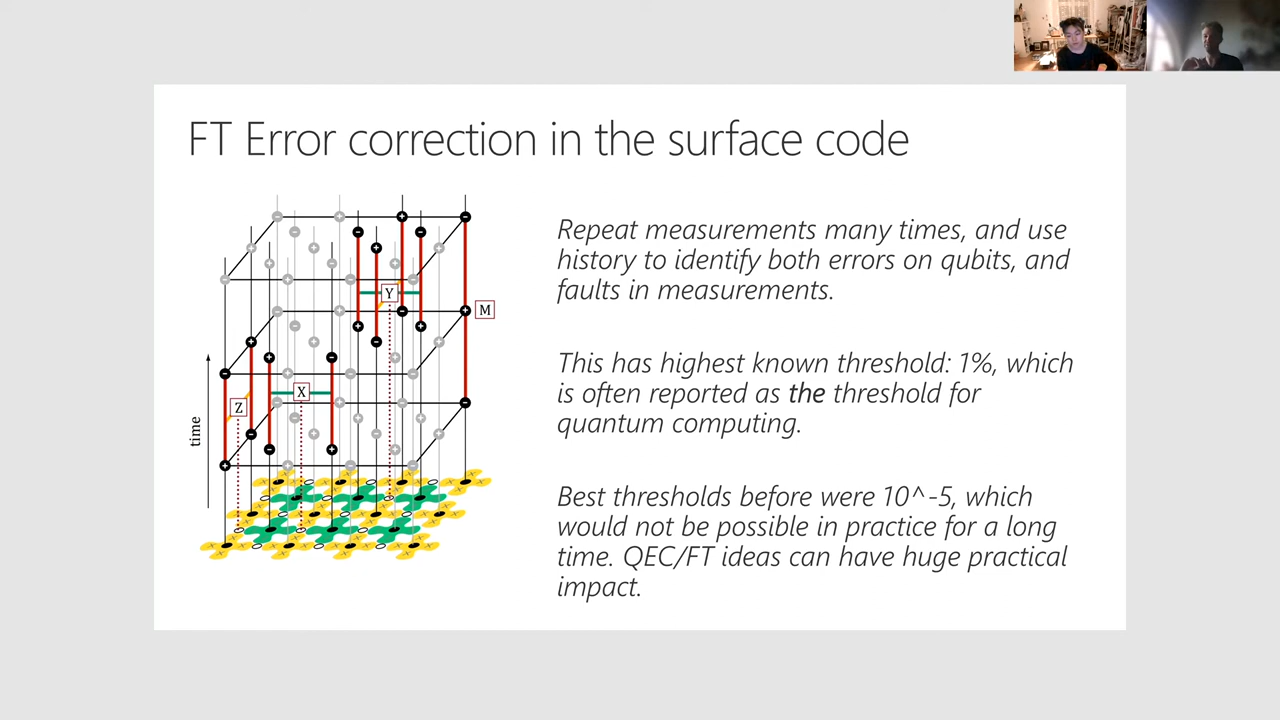 FT Error correction in the surface code
Repeat measurements many times, and use
history to identify both errors on qubits, and
faults in measurements.
This has highest known threshold: 1%, which
is often reported as the threshold for
quantum computing.
Best thresholds before were 10^-5, which
would not be possible in practice for a long
time. QEC/FT ideas can have huge practical
impact.
Y
M
X
Z
time